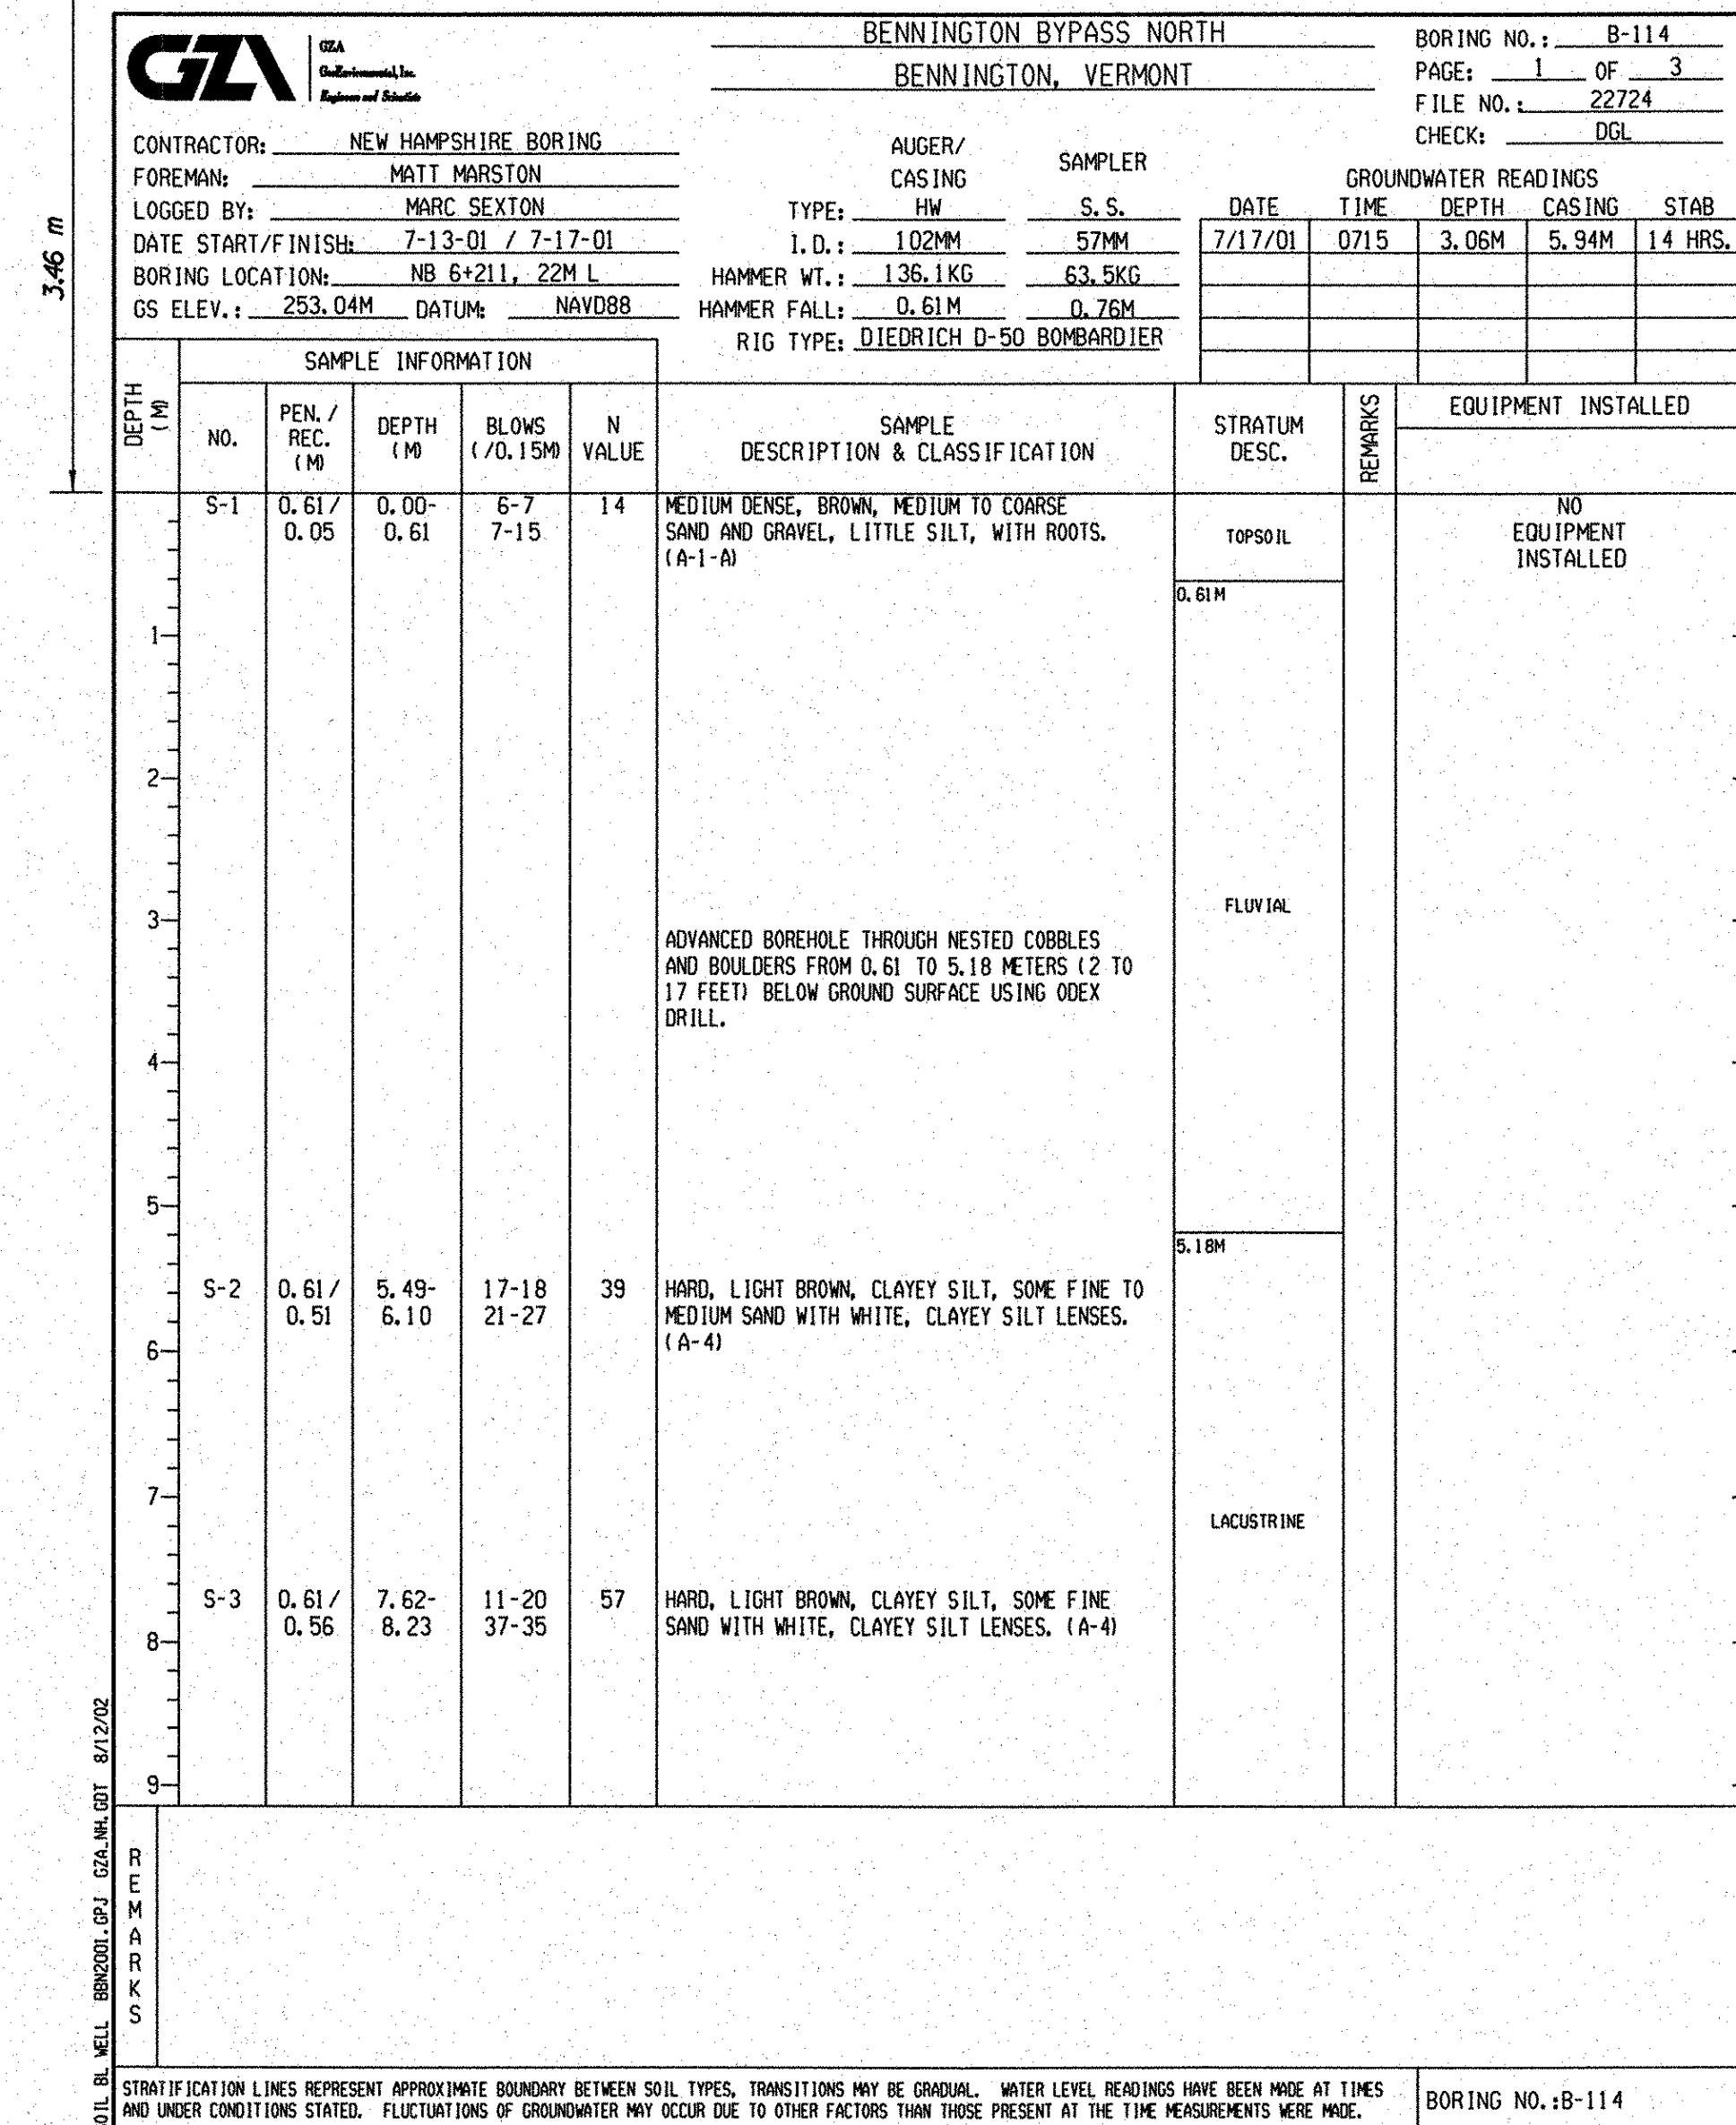 GZA
GZA
GeoEnvironmental, Inc.
Engineers and Scientists
BENNINGTON BYPASS NORTH
BENNINGTON, VERMONT
BORING NO.: B-114
PAGE: 1 OF 3
FILE NO.: 22724
CHECK: DGL
CONTRACTOR: NEW HAMPSHIRE BORING
FOREMAN: MATT MARSTON
LOGGED BY: MARC SEXTON
DATE START/FINISH: 7-13-01 / 7-17-01
BORING LOCATION: NB 6+211, 22M L
GS ELEV.: 253.04M DATUM: NAVD88
AUGER/ CASING SAMPLER
TYPE: HW S.S.
I.D.: 102MM 57MM
HAMMER WT.: 136.1KG 63.5KG
HAMMER FALL: 0.61M 0.76M
RIG TYPE: DIEDRICH D-50 BOMBARDIER
GROUNDWATER READINGS
DATE TIME DEPTH CASING STAB
7/17/01 0715 3.06M 5.94M 14 HRS.
3.46 m
DEPTH (M)
SAMPLE INFORMATION
NO. PEN./ REC. (M) DEPTH (M) BLOWS (/0.15M) N VALUE
SAMPLE
DESCRIPTION & CLASSIFICATION
STRATUM
DESC.
REMARKS
EQUIPMENT INSTALLED
S-1 0.61/ 0.00- 6-7 14 MEDIUM DENSE, BROWN, MEDIUM TO COARSE
0.05 0.61 7-15 SAND AND GRAVEL, LITTLE SILT, WITH ROOTS.
(A-1-A)
TOPSOIL
NO
EQUIPMENT
INSTALLED
0.61M
1
2
FLUVIAL
3
ADVANCED BOREHOLE THROUGH NESTED COBBLES
AND BOULDERS FROM 0.61 TO 5.18 METERS (2 TO
17 FEET) BELOW GROUND SURFACE USING ODEX
DRILL.
4
5
5.18M
S-2 0.61/ 5.49- 17-18 39 HARD, LIGHT BROWN, CLAYEY SILT, SOME FINE TO
0.51 6.10 21-27 MEDIUM SAND WITH WHITE, CLAYEY SILT LENSES.
(A-4)
6
7
LACUSTRINE
S-3 0.61/ 7.62- 11-20 57 HARD, LIGHT BROWN, CLAYEY SILT, SOME FINE
0.56 8.23 37-35 SAND WITH WHITE, CLAYEY SILT LENSES. (A-4)
8
9
REMARKS
OIL BL WELL BBN2001.GPJ GZA_NH.GDT 8/12/02
STRATIFICATION LINES REPRESENT APPROXIMATE BOUNDARY BETWEEN SOIL TYPES, TRANSITIONS MAY BE GRADUAL. WATER LEVEL READINGS HAVE BEEN MADE AT TIMES
AND UNDER CONDITIONS STATED. FLUCTUATIONS OF GROUNDWATER MAY OCCUR DUE TO OTHER FACTORS THAN THOSE PRESENT AT THE TIME MEASUREMENTS WERE MADE.
BORING NO.:B-114